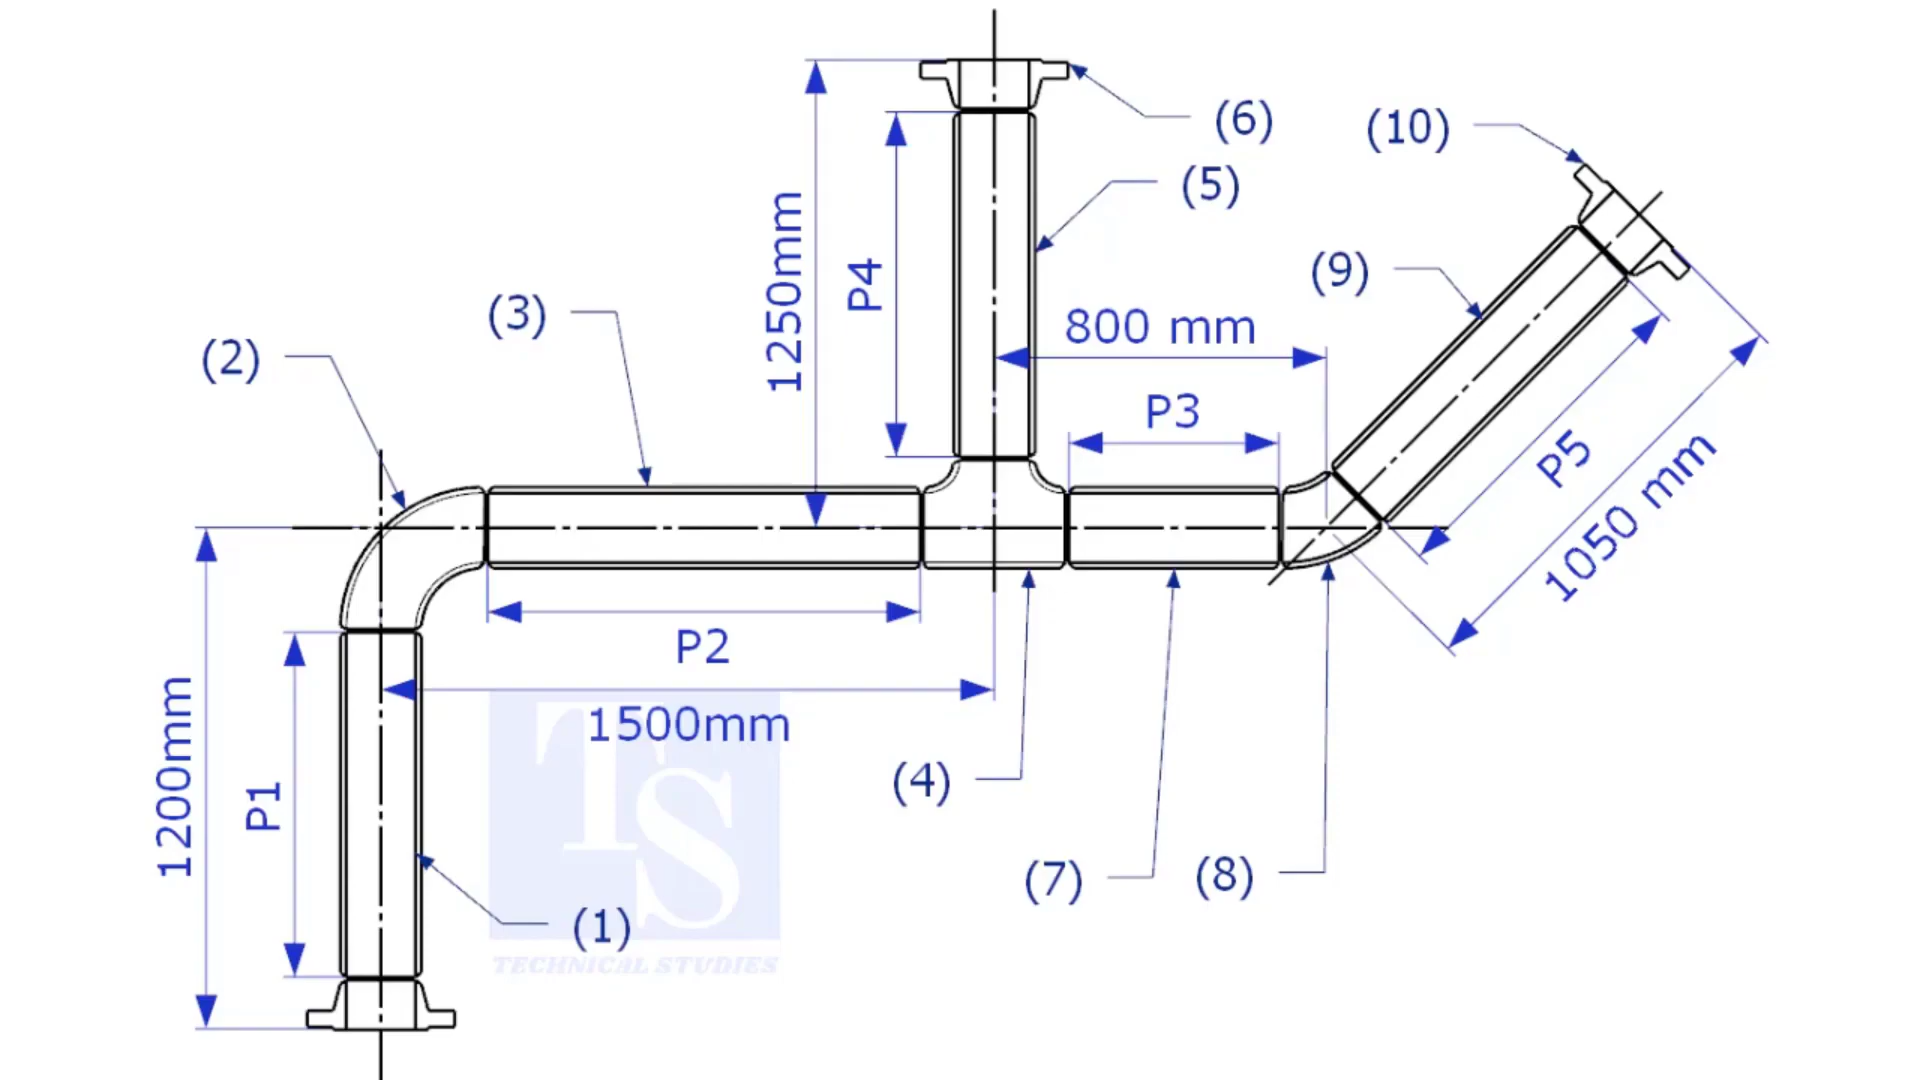 (6)
(10)
(5)
1250mm
P4
(9)
(3)
800 mm
(2)
P3
P5
1050 mm
P2
1500mm
1200mm
P1
(4)
(7)
(8)
(1)
TS
TECHNICAL STUDIES